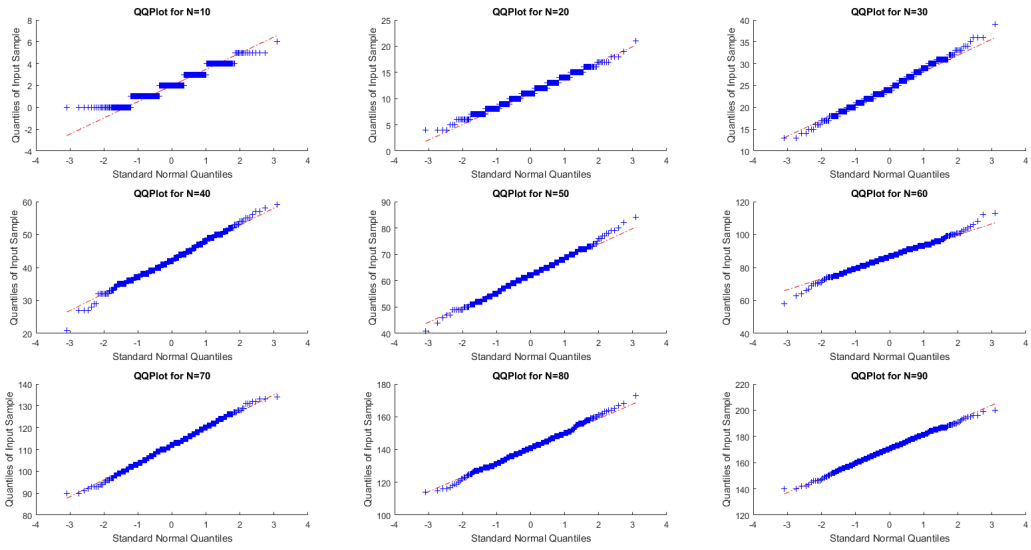 QQPlot for N=10 QQPlot for N=20 QQPlot for N=30
Quantiles of Input Sample Quantiles of Input Sample Quantiles of Input Sample
8 25 40
6 20 35
4 15 30
2 10 25
0 5 20
-2 0 15
-4 10
-4 -3 -2 -1 0 1 2 3 4 -4 -3 -2 -1 0 1 2 3 4 -4 -3 -2 -1 0 1 2 3 4
Standard Normal Quantiles Standard Normal Quantiles Standard Normal Quantiles
QQPlot for N=40 QQPlot for N=50 QQPlot for N=60
Quantiles of Input Sample Quantiles of Input Sample Quantiles of Input Sample
60 90 120
50 80 100
40 70 80
30 60 60
20 50 40
40
-4 -3 -2 -1 0 1 2 3 4 -4 -3 -2 -1 0 1 2 3 4 -4 -3 -2 -1 0 1 2 3 4
Standard Normal Quantiles Standard Normal Quantiles Standard Normal Quantiles
QQPlot for N=70 QQPlot for N=80 QQPlot for N=90
Quantiles of Input Sample Quantiles of Input Sample Quantiles of Input Sample
140 180 220
130 160 200
120 140 180
110 120 160
100 100 140
90 120
80
-4 -3 -2 -1 0 1 2 3 4 -4 -3 -2 -1 0 1 2 3 4 -4 -3 -2 -1 0 1 2 3 4
Standard Normal Quantiles Standard Normal Quantiles Standard Normal Quantiles